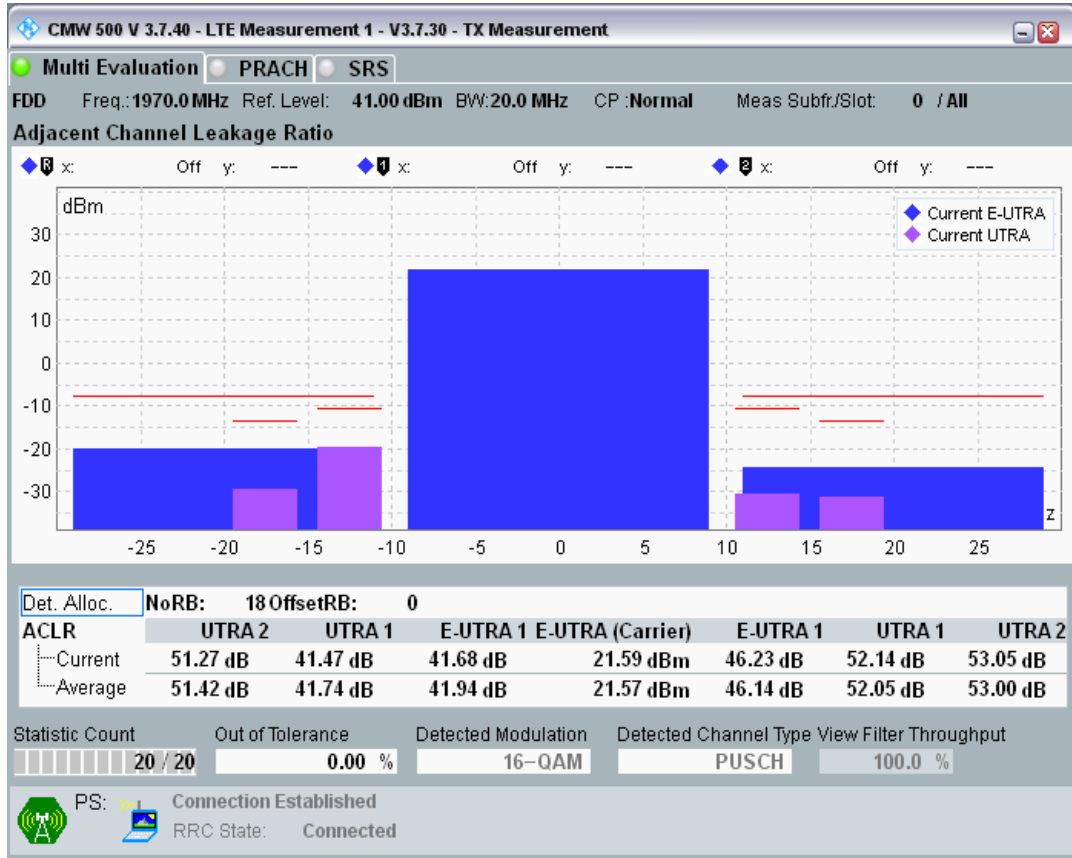 CMW 500 V 3.7.40 - LTE Measurement 1 - V3.7.30 - TX Measurement
Multi Evaluation PRACH SRS
FDD Freq.: 1970.0 MHz Ref. Level: 41.00 dBm BW: 20.0 MHz CP : Normal Meas Subfr./Slot: 0 / All
Adjacent Channel Leakage Ratio
R x: Off y: --- 1 x: Off y: --- 2 x: Off y: ---
dBm
Current E-UTRA
Current UTRA
30
20
10
0
-10
-20
-30
z
-25 -20 -15 -10 -5 0 5 10 15 20 25
Det. Alloc. NoRB: 18 OffsetRB: 0
ACLR UTRA 2 UTRA 1 E-UTRA 1 E-UTRA (Carrier) E-UTRA 1 UTRA 1 UTRA 2
Current 51.27 dB 41.47 dB 41.68 dB 21.59 dBm 46.23 dB 52.14 dB 53.05 dB
Average 51.42 dB 41.74 dB 41.94 dB 21.57 dBm 46.14 dB 52.05 dB 53.00 dB
Statistic Count Out of Tolerance Detected Modulation Detected Channel Type View Filter Throughput
20 / 20 0.00 % 16-QAM PUSCH 100.0 %
PS: Connection Established
RRC State: Connected